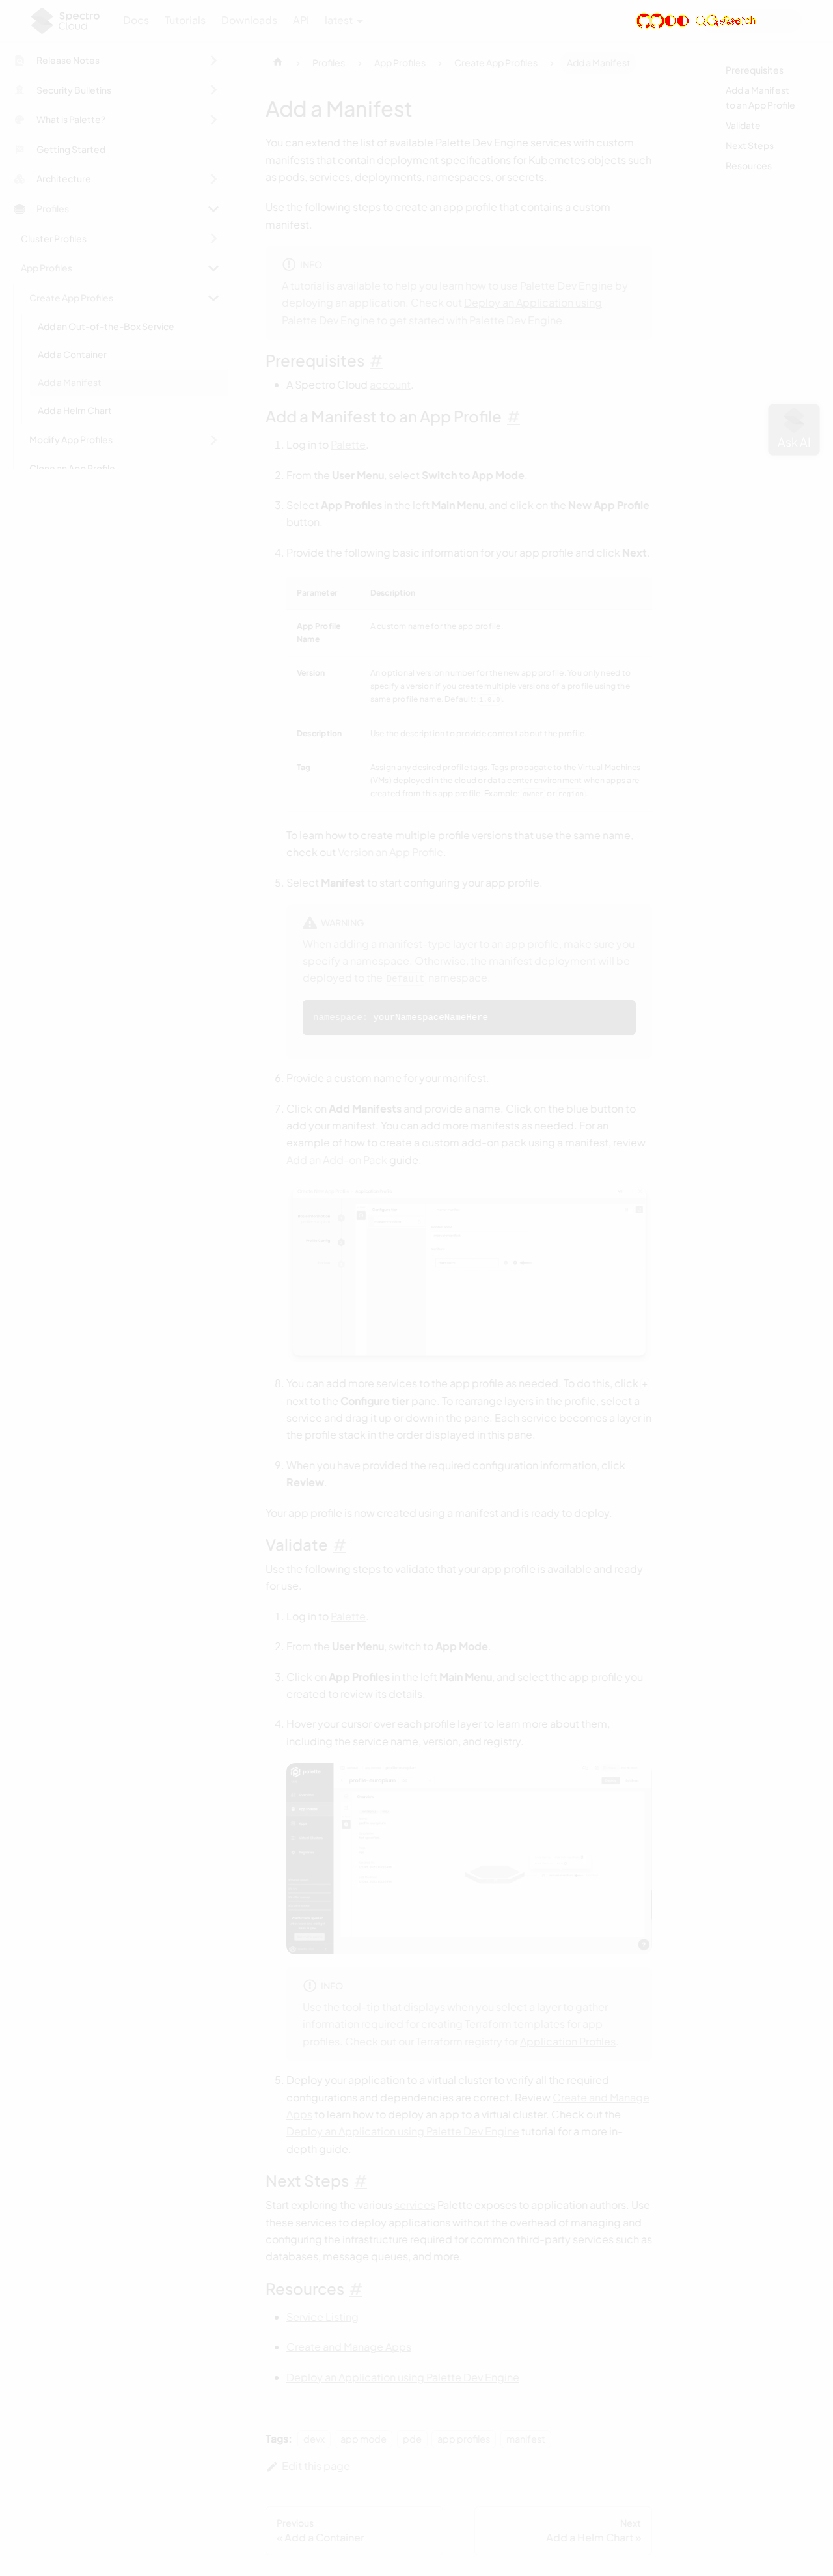 Spectro
Cloud
Docs
Tutorials
Downloads
API
latest
Release Notes
Security Bulletins
What is Palette?
Getting Started
Architecture
Profiles
Cluster Profiles
App Profiles
Create App Profiles
Add an Out-of-the-Box Service
Add a Container
Add a Manifest
Add a Helm Chart
Modify App Profiles
Profiles
App Profiles
Create App Profiles
Add a Manifest
Add a Manifest
You can extend the list of available Palette Dev Engine services with custom
manifests that contain deployment specifications for Kubernetes objects such
as pods, services, deployments, namespaces, or secrets.
Use the following steps to create an app profile that contains a custom
manifest:
INFO
A tutorial is available to help you learn how to use Palette Dev Engine by
deploying an application. Check out Deploy an Application using
Palette Dev Engine to get started with Palette Dev Engine.
Prerequisites #
A Spectro Cloud account.
Add a Manifest to an App Profile #
1. Log in to Palette.
2. From the User Menu, select Switch to App Mode.
3. Select App Profiles in the left Main Menu, and click on the New App Profile
button.
4. Provide the following basic information for your app profile and click Next.
Parameter Description
App Profile A custom name for the app profile.
Name
Version An optional version number for this new app profile. You only need to
specify a version if you create multiple versions of a profile using the
same profile name. Default: 1.0.0.
Description Use the description to provide context about the profile.
Tag Assign any desired profile tags. Tags propagate to the Virtual Machines
(VMs) deployed in the cloud or data center environment when apps are
created from this app profile. Example: owner or region.
To learn how to create multiple profile versions that use the same name,
check out Version an App Profile.
5. Select Manifest to start configuring your app profile.
WARNING
When adding a manifest-type layer to an app profile, make sure you
specify a namespace. Otherwise, the manifest deployment will be
deployed to the Default namespace.
namespace: yourNamespaceNameHere
6. Provide a custom name for your manifest.
7. Click on Add Manifests and provide a name. Click on the blue button to
add your manifest. You can add more manifests as needed. For an
example of how to create a custom add-on pack using a manifest, review
Add an Add-on Pack guide.
8. You can add more services to the app profile as needed. To do this, click +
next to the Configure tier pane. To rearrange layers in the profile, select a
service and drag it up or down in the pane. Each service becomes a layer in
the profile stack in the order displayed in this pane.
9. When you have provided the required configuration information, click
Review.
Your app profile is now created using a manifest and is ready to deploy.
Validate #
Use the following steps to validate that your app profile is available and ready
for use.
1. Log in to Palette.
2. From the User Menu, switch to App Mode.
3. Click on App Profiles in the left Main Menu, and select the app profile you
created to review its details.
4. Hover your cursor over each profile layer to learn more about them,
including the service name, version, and registry.
INFO
Use the tool-tip that displays when you select a layer to gather
information required for creating Terraform templates for app
profiles. Check out our Terraform registry for Application Profiles.
5. Deploy your application to a virtual cluster to verify all the required
configurations and dependencies are correct. Review Create and Manage
Apps to learn how to deploy an app to a virtual cluster. Check out the
Deploy an Application using Palette Dev Engine tutorial for a more in-
depth guide.
Next Steps #
Start exploring the various services Palette exposes to application authors. Use
these services to deploy applications without the overhead of managing and
configuring the infrastructure required for common third-party services such as
databases, message queues, and more.
Resources #
Service Listing
Create and Manage Apps
Deploy an Application using Palette Dev Engine
Tags: devx app mode pde app profiles manifest
Edit this page
Previous
« Add a Container
Next
Add a Helm Chart »
Prerequisites
Add a Manifest
to an App Profile
Validate
Next Steps
Resources
Ask AI